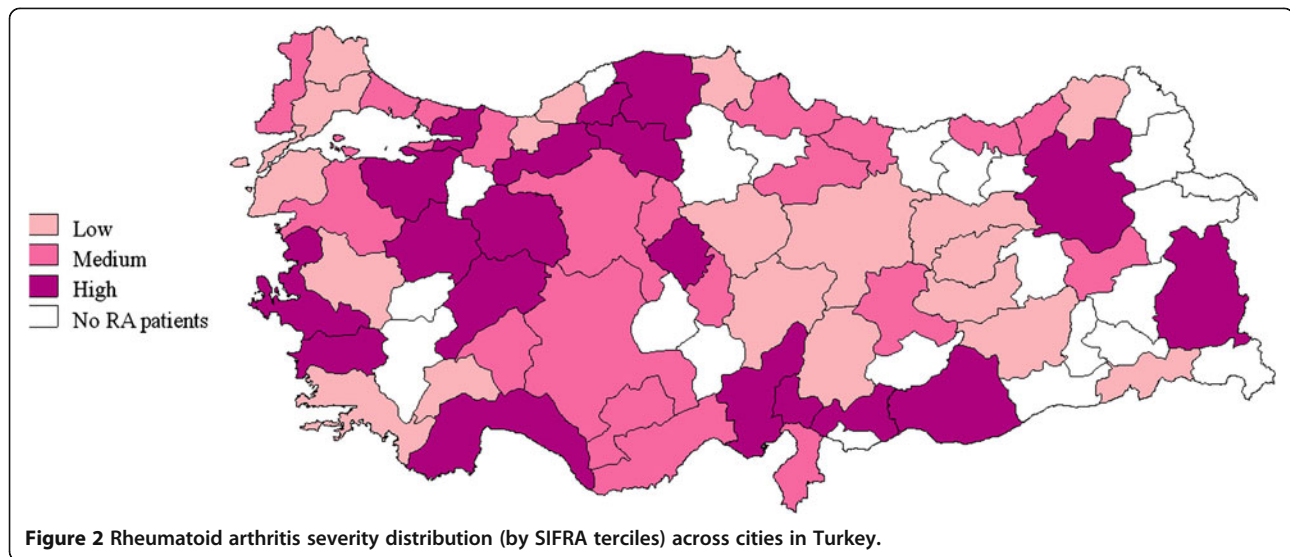 Low
Medium
High
No RA patients
Figure 2 Rheumatoid arthritis severity distribution (by SIFRA terciles) across cities in Turkey.